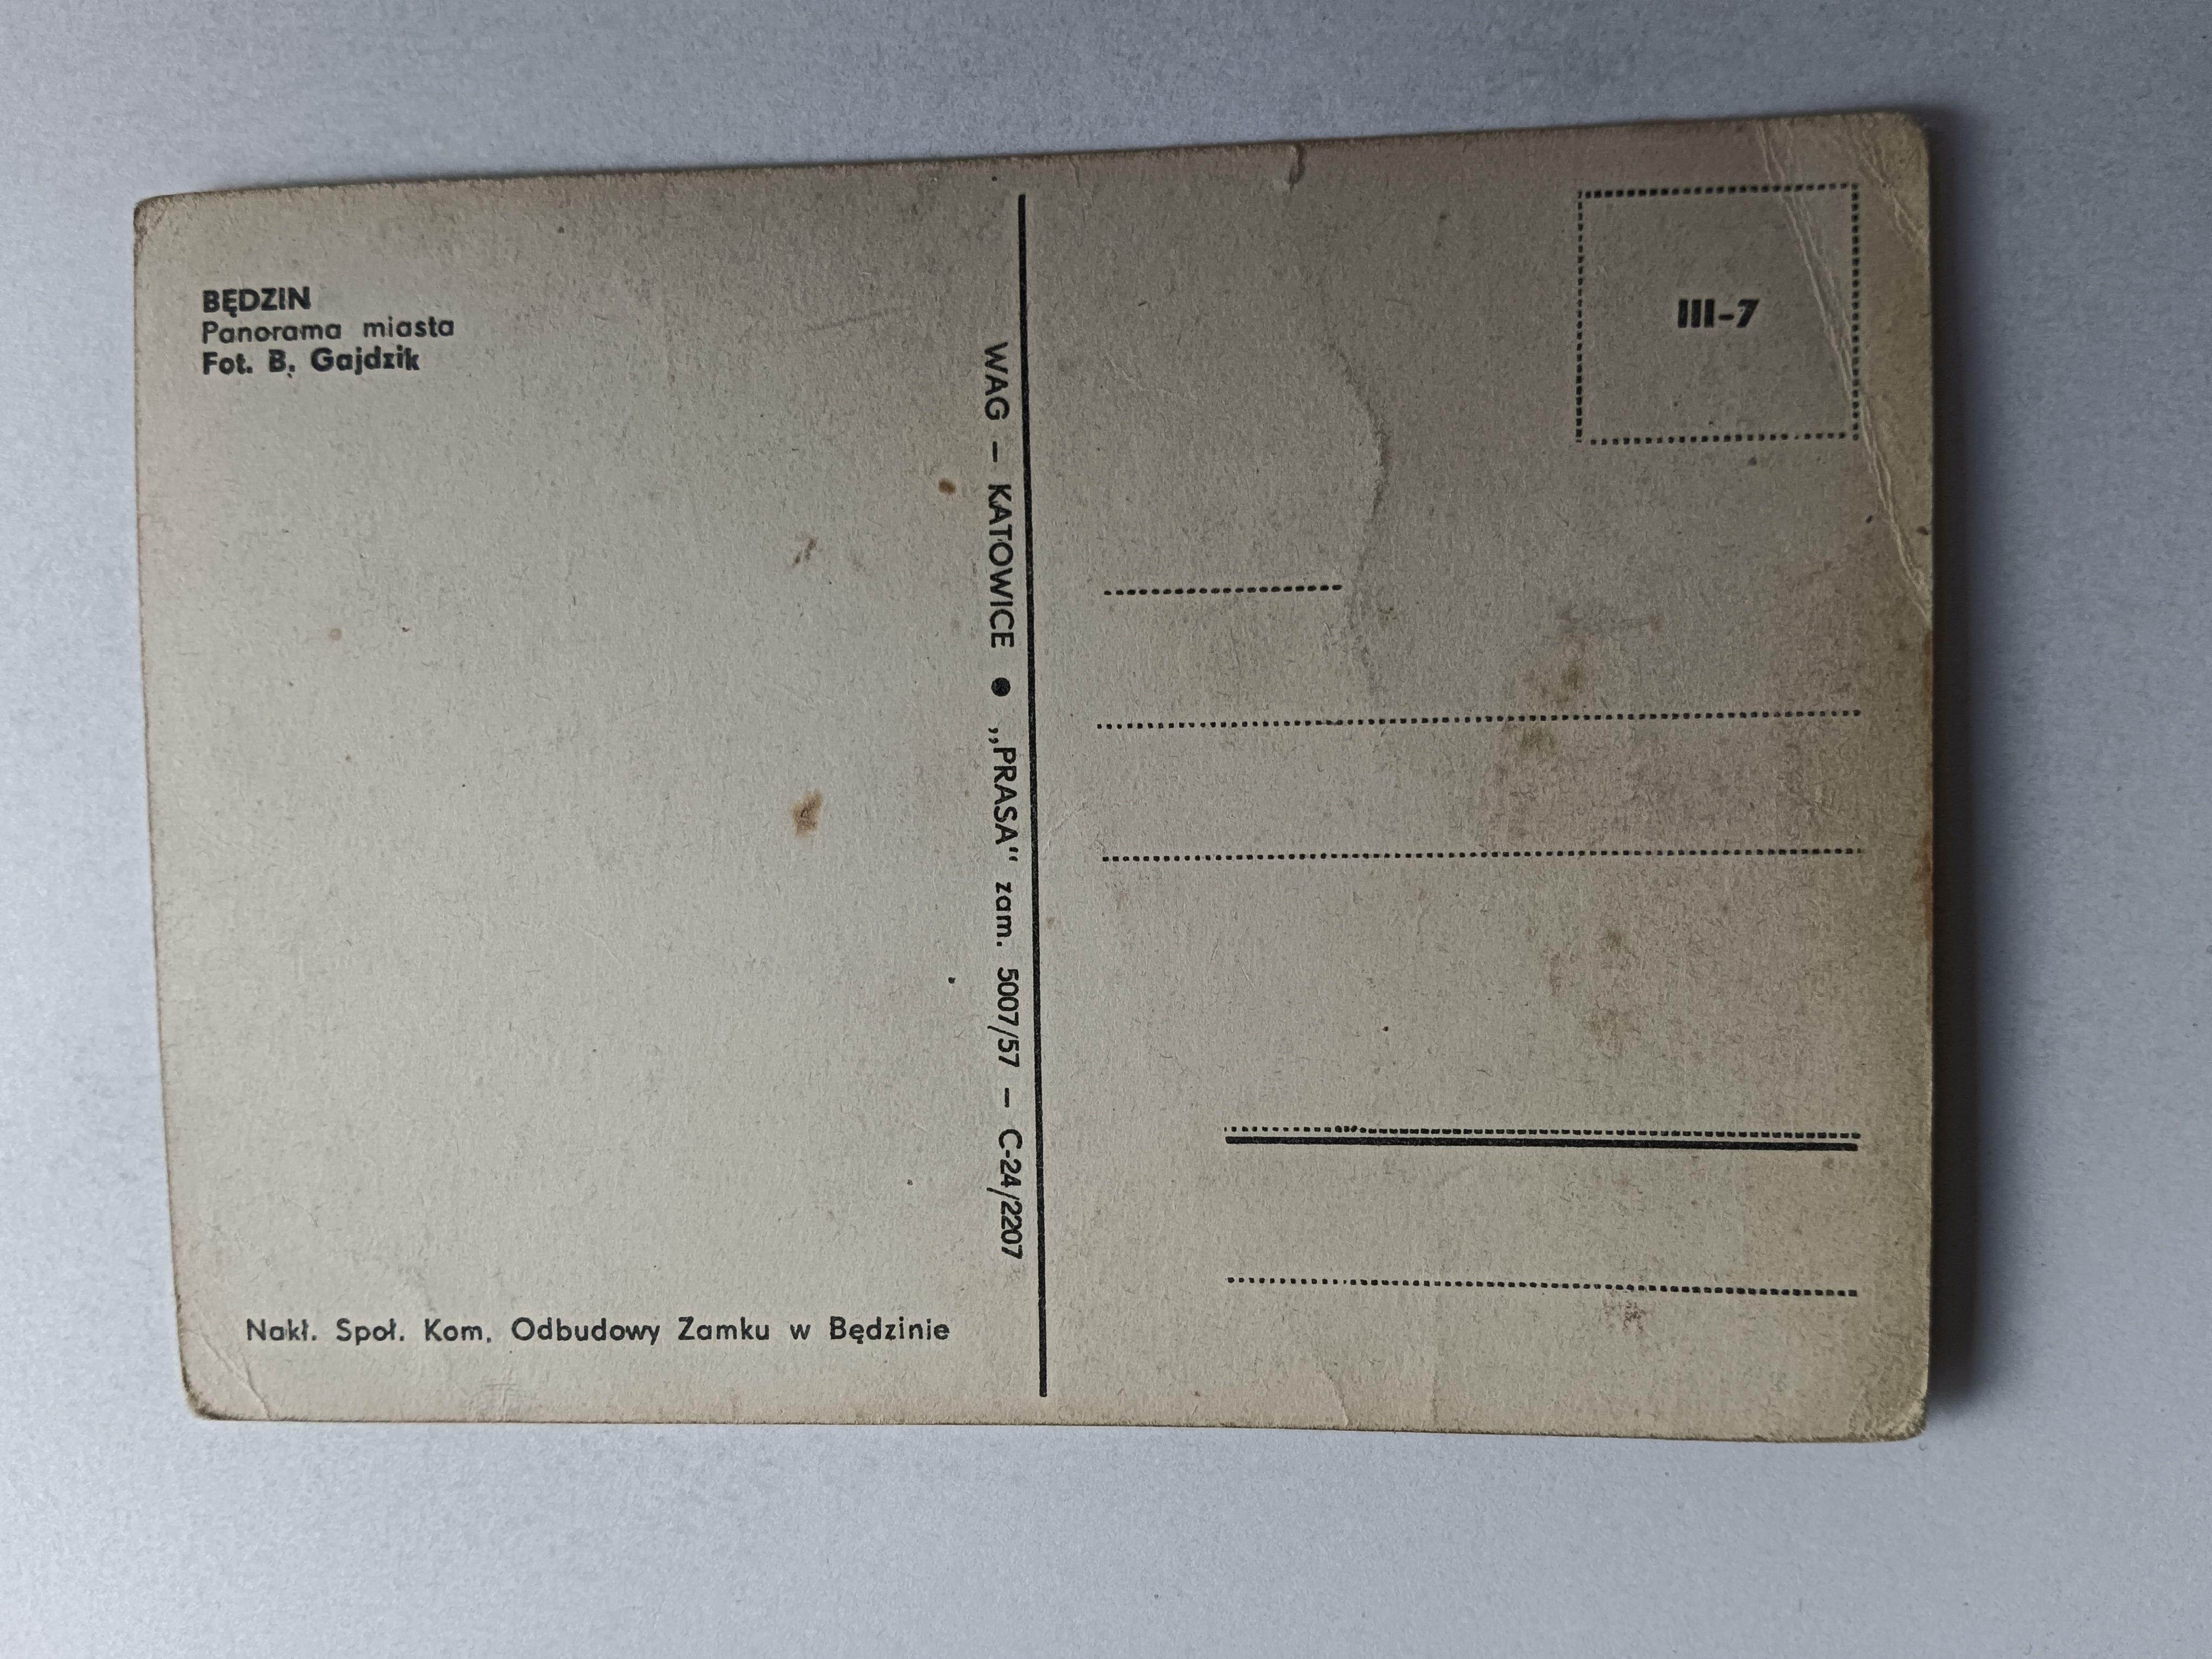 BĘDZIN
Panorama miasta
Fot. B. Gajdzik
WAG – KATOWICE ● „PRASA“ zam. 5007/57 – C-24/2207
III-7
Nakł. Społ. Kom. Odbudowy Zamku w Będzinie